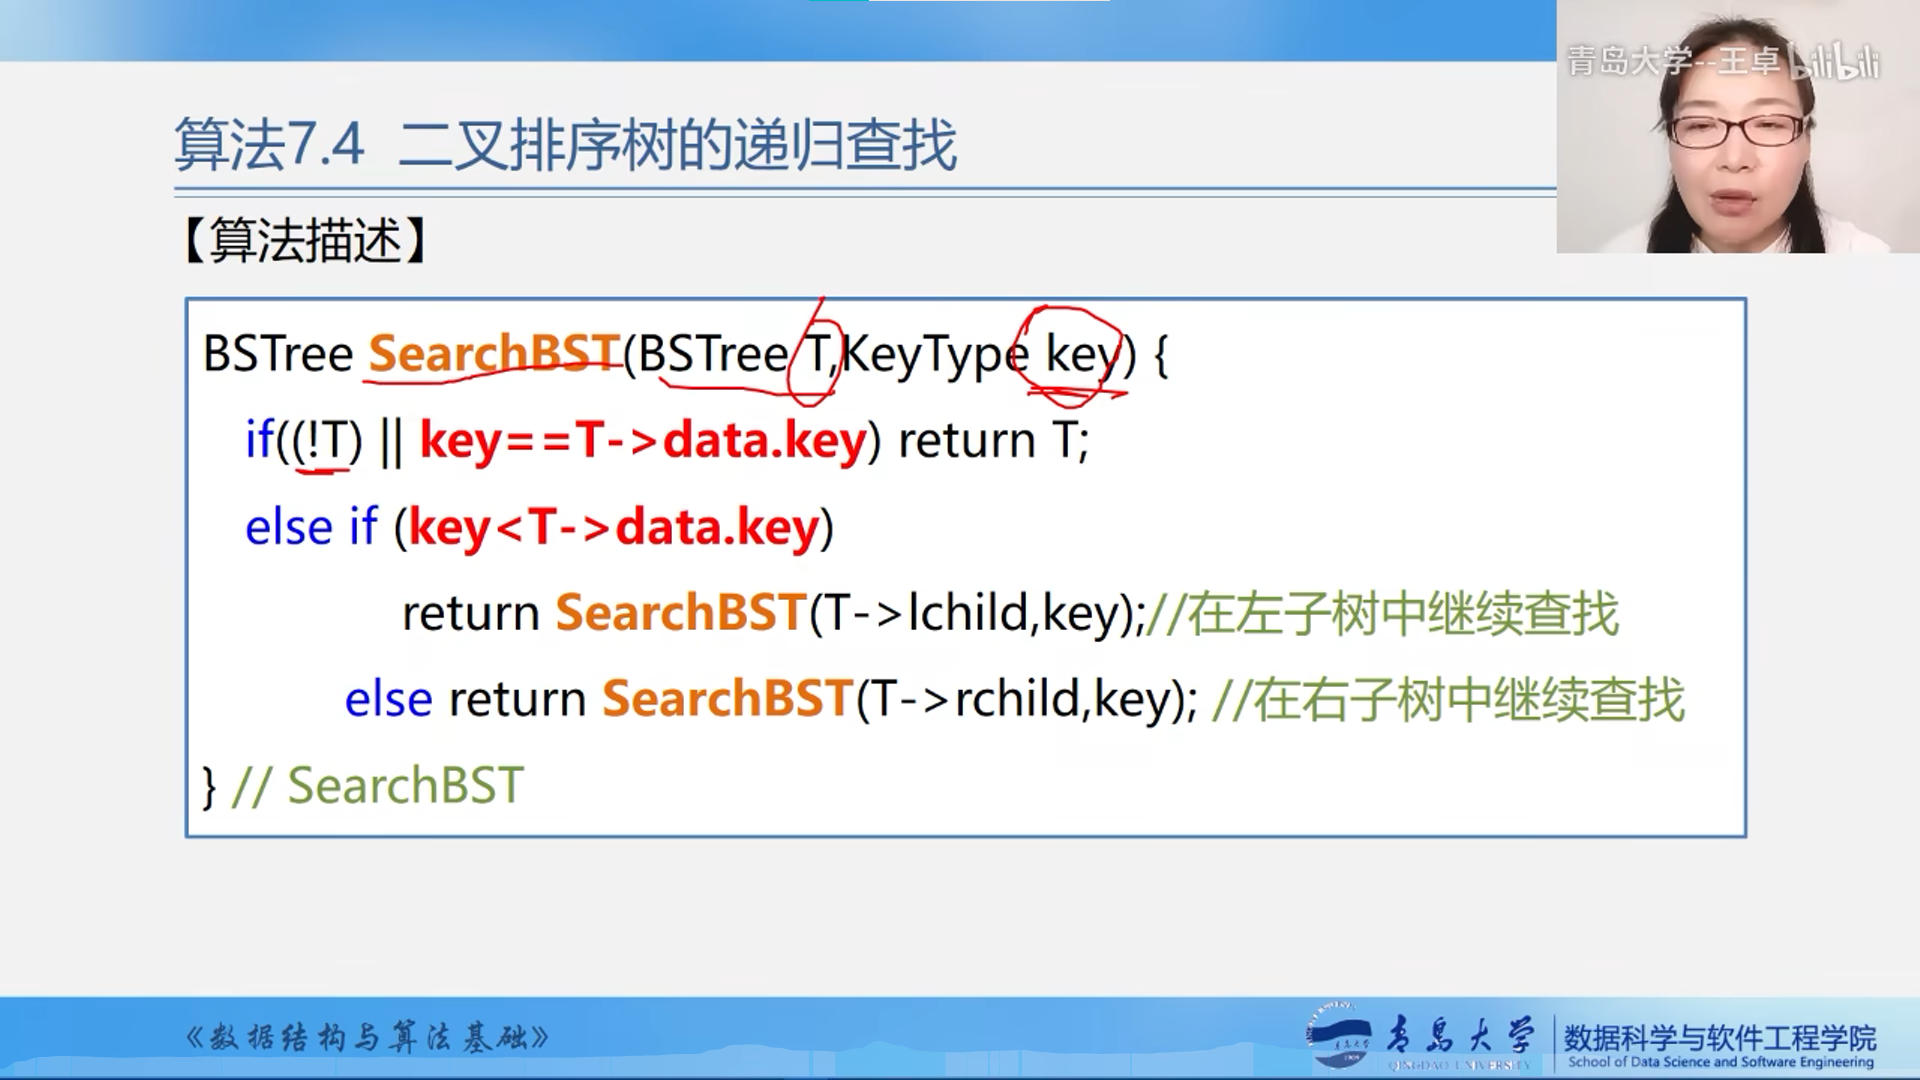 青岛大学--王卓 bilibili
算法7.4 二叉排序树的递归查找
【算法描述】
BSTree SearchBST(BSTree T,KeyType key) {
if((!T) || key==T->data.key) return T;
else if (key<T->data.key)
return SearchBST(T->lchild,key);//在左子树中继续查找
else return SearchBST(T->rchild,key); //在右子树中继续查找
} // SearchBST
《数据结构与算法基础》
青岛大学
QINGDAO UNIVERSITY
数据科学与软件工程学院
School of Data Science and Software Engineering